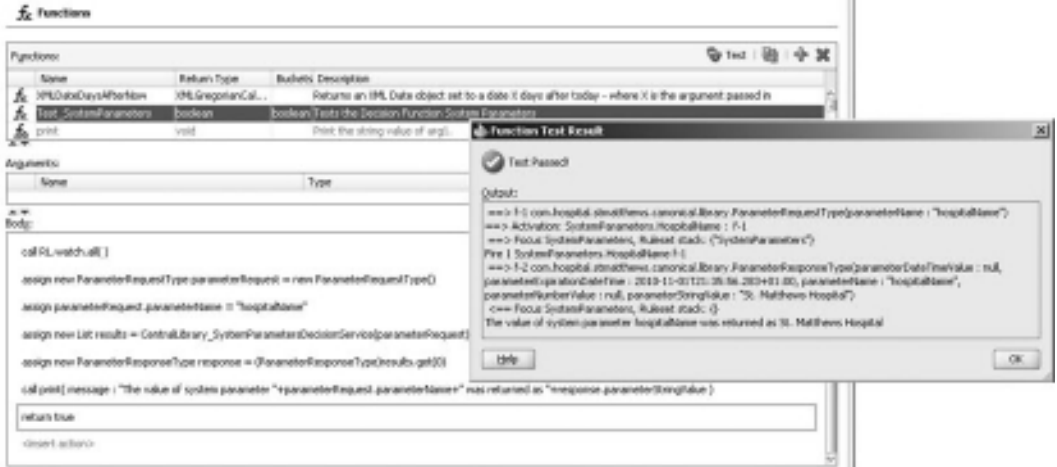 fx Functions
Functions:
Test
Name Return Type Bucketset Description
XMLDateDaysAfterNow XMLGregorianCal... Returns an XML Date object set to a date X days after today - where X is the argument passed in
Test_SystemParameters boolean boolean Tests the Decision Function System Parameters
print void Print the string value of arg1.
Arguments:
Name Type
Body:
call RL.watch.all( )
assign new ParameterRequestType parameterRequest = new ParameterRequestType()
assign parameterRequest.parameterName = "hospitalName"
assign new List results = CentralLibrary_SystemParametersDecisionService(parameterRequest)
assign new ParameterResponseType response = (ParameterResponseType)results.get(0)
call print( message : "The value of system parameter "+parameterRequest.parameterName+" was returned as "+response.parameterStringValue )
return true
<insert action>
Function Test Result
Test Passed!
Output:
==> f-1 com.hospital.stmatthews.canonical.library.ParameterRequestType(parameterName : "hospitalName")
==> Activation: SystemParameters.HospitalName : f-1
==> Focus SystemParameters, Ruleset stack: {"SystemParameters"}
Fire 1 SystemParameters.HospitalName f-1
==> f-2 com.hospital.stmatthews.canonical.library.ParameterResponseType(parameterDateTimeValue : null,
parameterExpirationDateTime : 2010-11-01T21:35:56.203+01:00, parameterName : "hospitalName",
parameterNumberValue : null, parameterStringValue : "St. Matthews Hospital")
<== Focus SystemParameters, Ruleset stack: {}
The value of system parameter hospitalName was returned as St. Matthews Hospital
Help OK